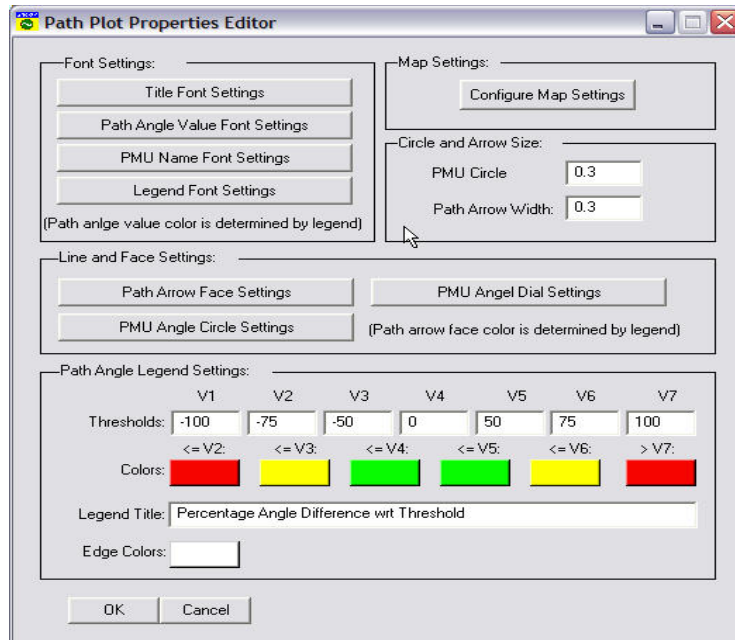 Path Plot Properties Editor
Font Settings:
Title Font Settings
Path Angle Value Font Settings
PMU Name Font Settings
Legend Font Settings
(Path anlge value color is determined by legend)
Map Settings:
Configure Map Settings
Circle and Arrow Size:
PMU Circle 0.3
Path Arrow Width: 0.3
Line and Face Settings:
Path Arrow Face Settings
PMU Angel Dial Settings
PMU Angle Circle Settings
(Path arrow face color is determined by legend)
Path Angle Legend Settings:
V1 V2 V3 V4 V5 V6 V7
Thresholds: -100 -75 -50 0 50 75 100
<= V2: <= V3: <= V4: <= V5: <= V6: > V7:
Colors:
Legend Title: Percentage Angle Difference wrt Threshold
Edge Colors:
OK Cancel